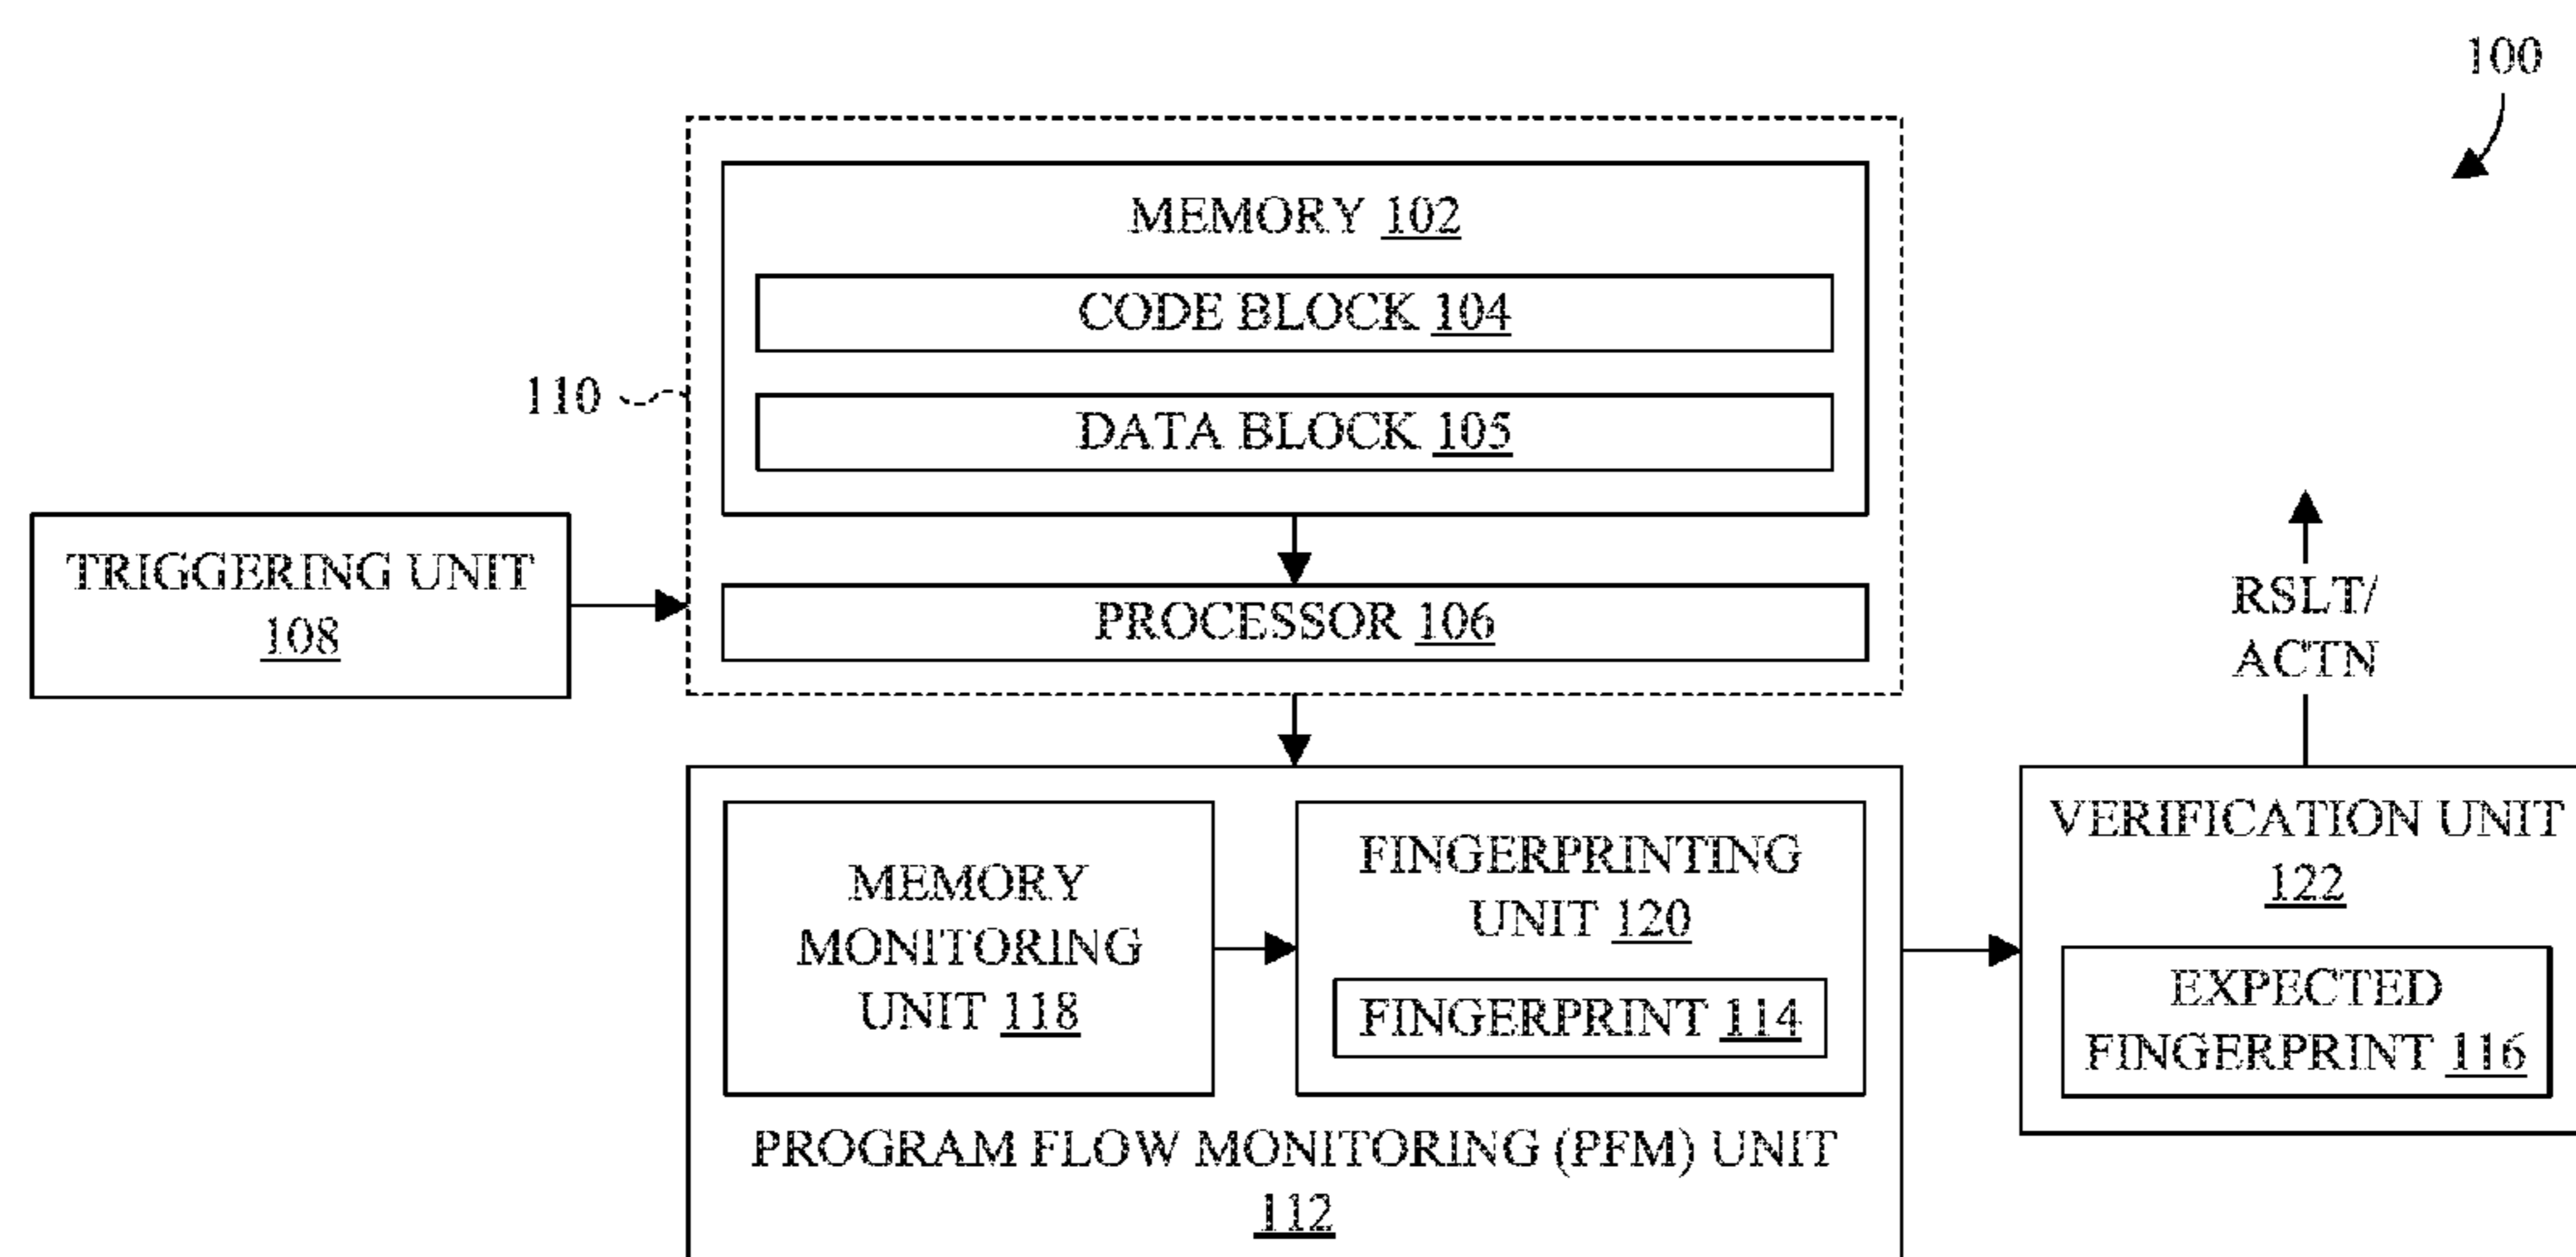 100
MEMORY 102
CODE BLOCK 104
110
DATA BLOCK 105
TRIGGERING UNIT
108
PROCESSOR 106
RSLT/
ACTN
MEMORY
MONITORING
UNIT 118
FINGERPRINTING
UNIT 120
FINGERPRINT 114
PROGRAM FLOW MONITORING (PFM) UNIT
112
VERIFICATION UNIT
122
EXPECTED
FINGERPRINT 116